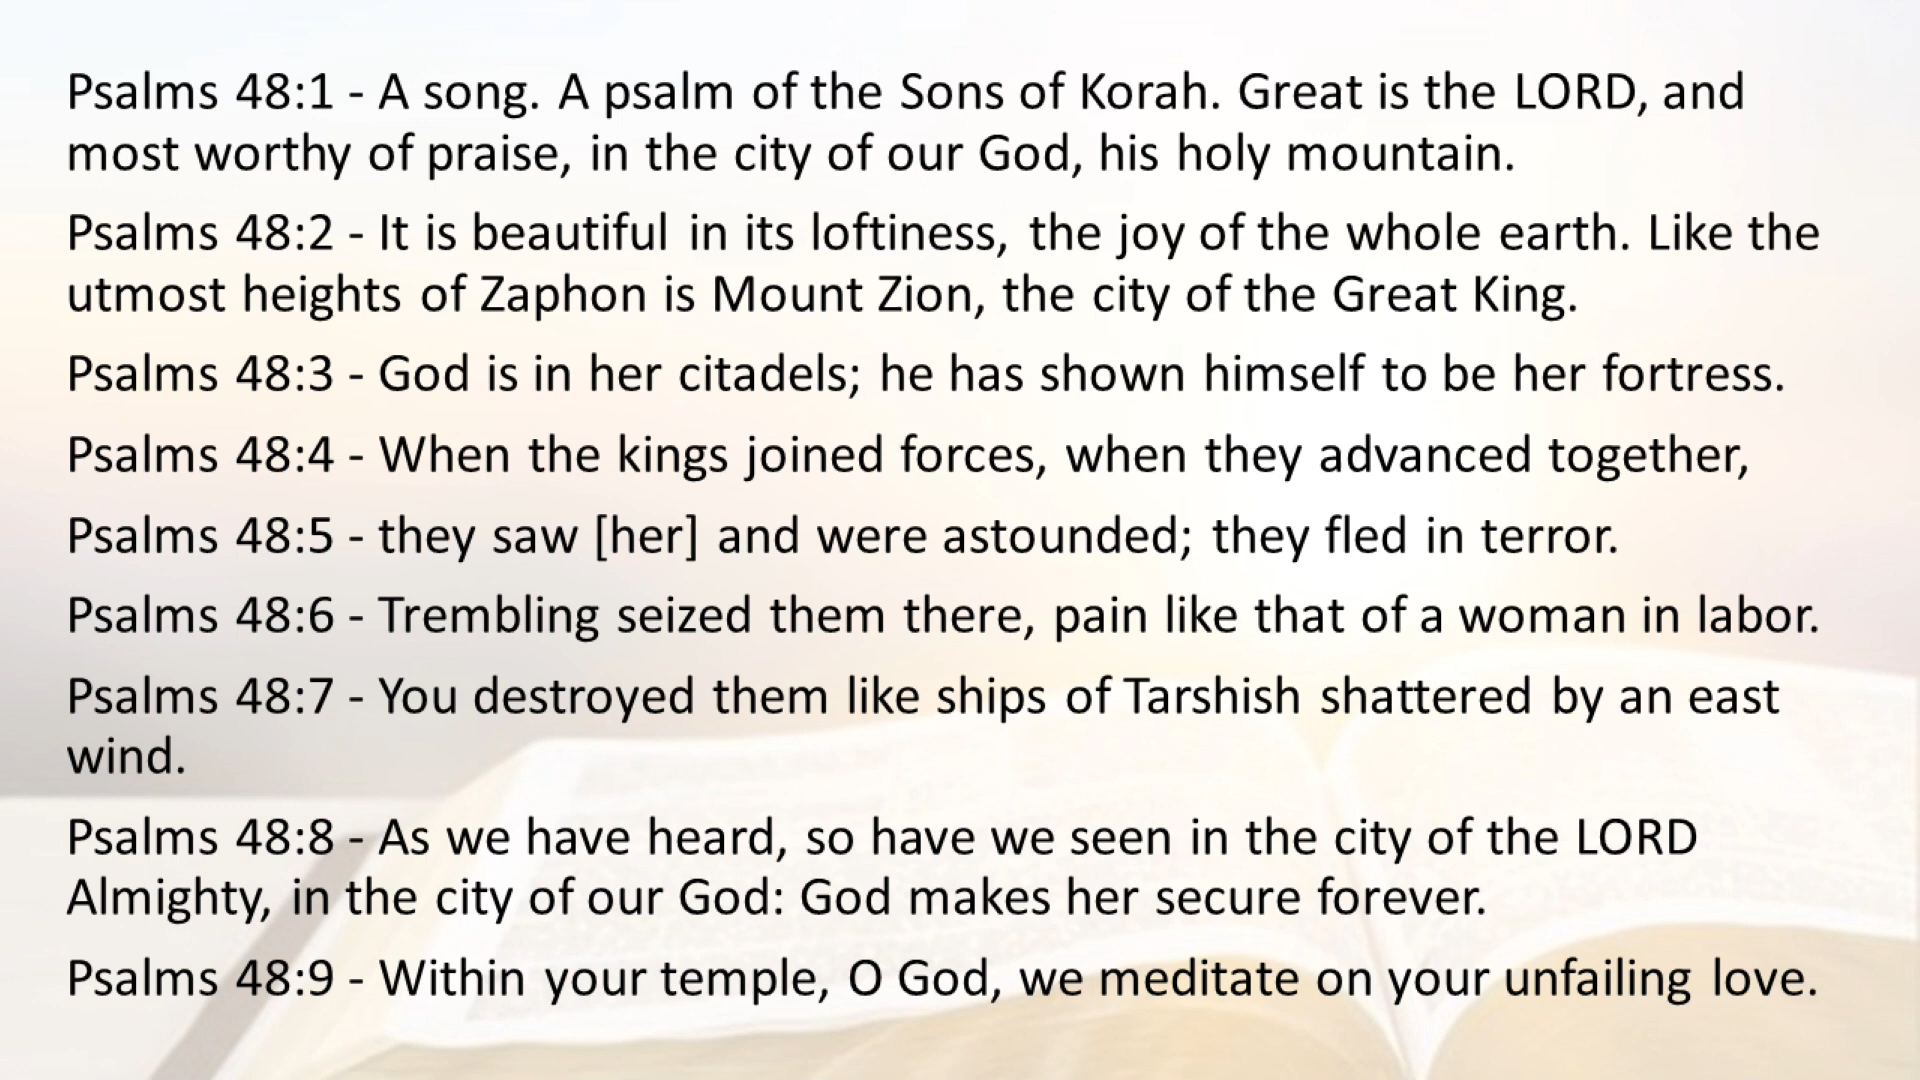 Psalms 48:1 - A song. A psalm of the Sons of Korah. Great is the LORD, and
most worthy of praise, in the city of our God, his holy mountain.
Psalms 48:2 - It is beautiful in its loftiness, the joy of the whole earth. Like the
utmost heights of Zaphon is Mount Zion, the city of the Great King.
Psalms 48:3 - God is in her citadels; he has shown himself to be her fortress.
Psalms 48:4 - When the kings joined forces, when they advanced together,
Psalms 48:5 - they saw [her] and were astounded; they fled in terror.
Psalms 48:6 - Trembling seized them there, pain like that of a woman in labor.
Psalms 48:7 - You destroyed them like ships of Tarshish shattered by an east
wind.
Psalms 48:8 - As we have heard, so have we seen in the city of the LORD
Almighty, in the city of our God: God makes her secure forever.
Psalms 48:9 - Within your temple, O God, we meditate on your unfailing love.